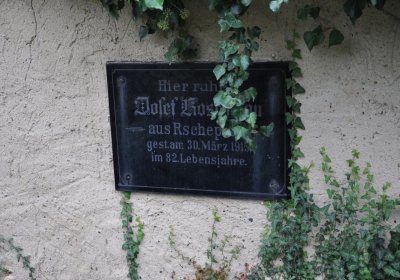 Hier ruht
Josef
aus
gest. am 30. März
im 82. Lebensjahre.